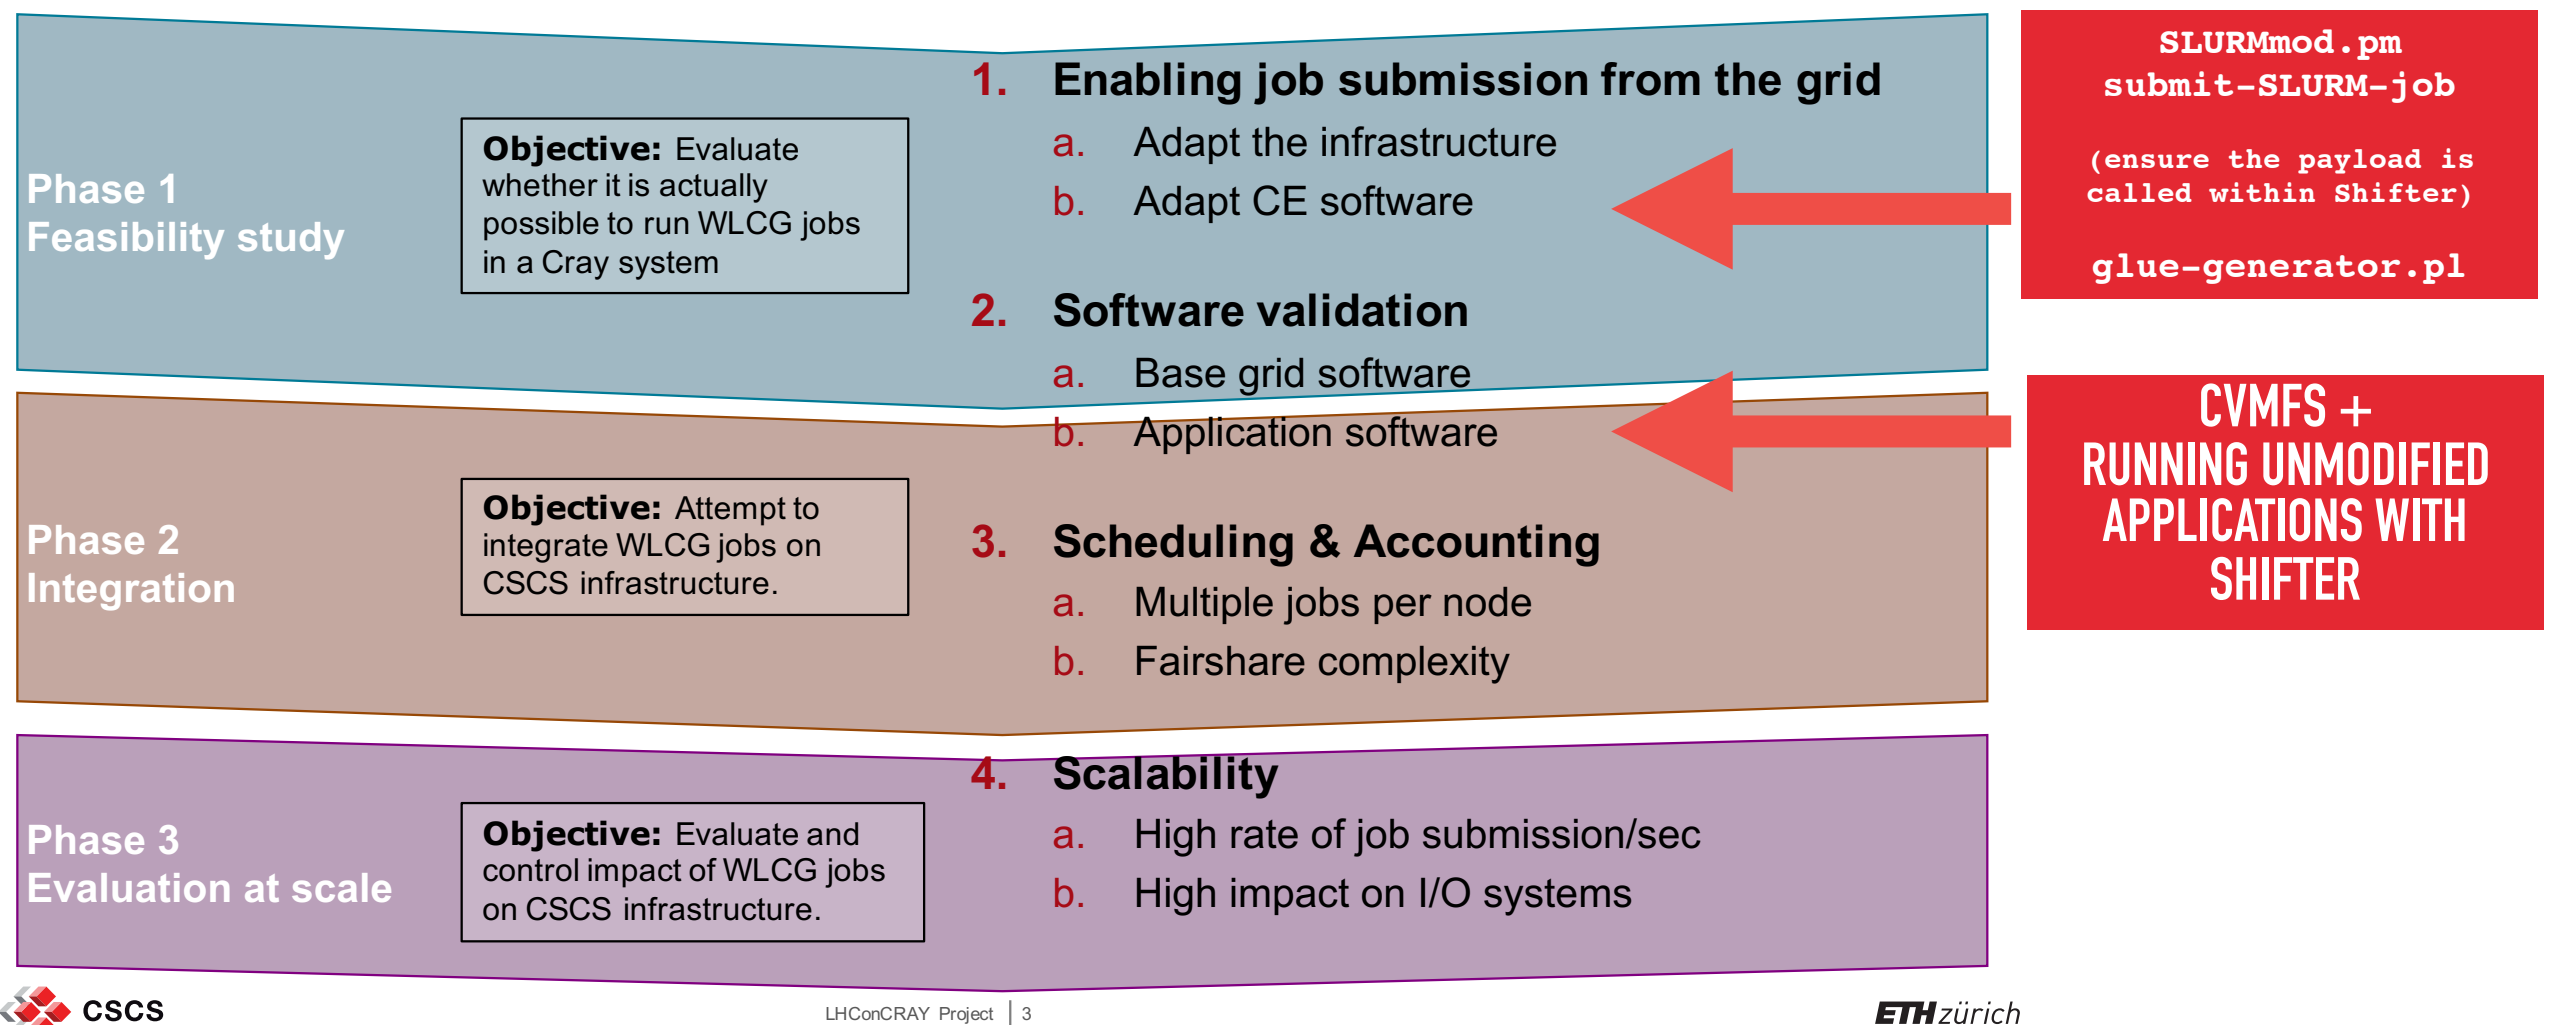 Phase 1
Feasibility study
Objective: Evaluate
whether it is actually
possible to run WLCG jobs
in a Cray system
1. Enabling job submission from the grid
a. Adapt the infrastructure
b. Adapt CE software
2. Software validation
a. Base grid software
b. Application software
SLURMmod.pm
submit-SLURM-job
(ensure the payload is
called within Shifter)
glue-generator.pl
CVMFS +
RUNNING UNMODIFIED
APPLICATIONS WITH
SHIFTER
Phase 2
Integration
Objective: Attempt to
integrate WLCG jobs on
CSCS infrastructure.
3. Scheduling & Accounting
a. Multiple jobs per node
b. Fairshare complexity
Phase 3
Evaluation at scale
Objective: Evaluate and
control impact of WLCG jobs
on CSCS infrastructure.
4. Scalability
a. High rate of job submission/sec
b. High impact on I/O systems
CSCS
LHConCRAY Project | 3
ETH zürich